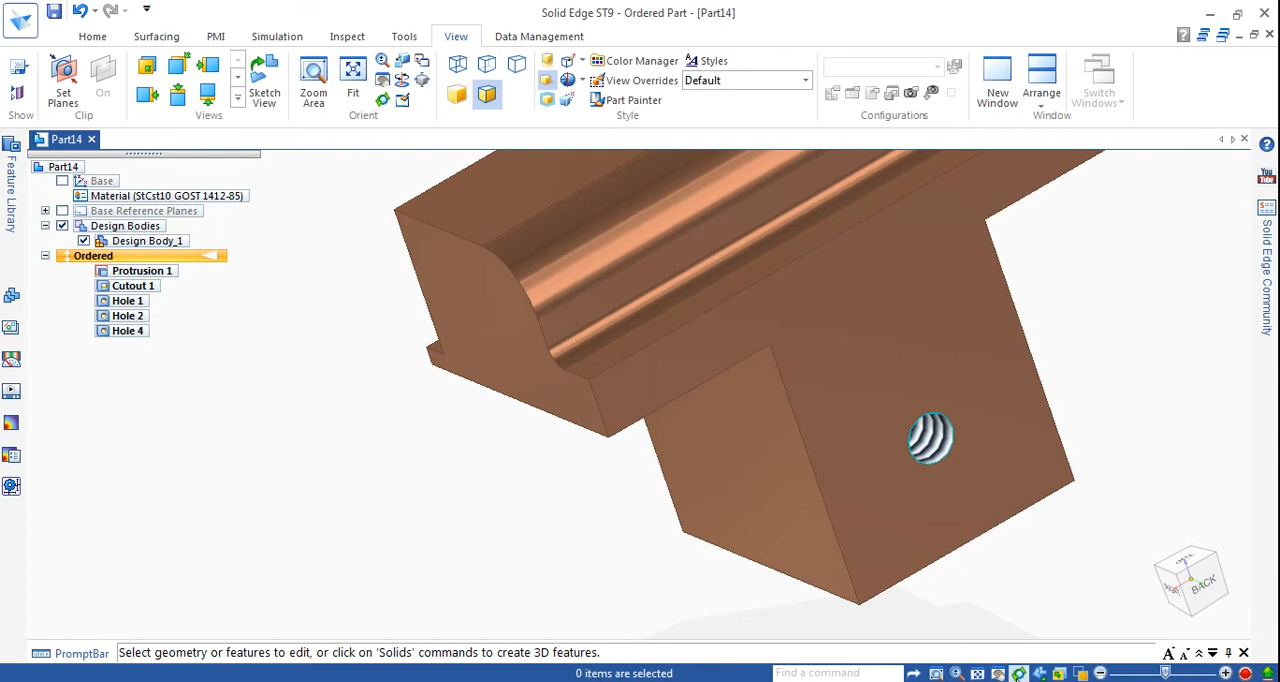 Solid Edge ST9 - Ordered Part - [Part14]
Home Surfacing PMI Simulation Inspect Tools View Data Management
Set Planes
On
Clip
Show
Views
Sketch View
Zoom Area
Fit
Orient
Color Manager
Styles
View Overrides
Default
Part Painter
Style
Configurations
New Window
Arrange
Switch Windows
Window
Part14
Feature Library
Part14
Base
Material (StCst10 GOST 1412-85)
Base Reference Planes
Design Bodies
Design Body_1
Ordered
Protrusion 1
Cutout 1
Hole 1
Hole 2
Hole 4
You Tube
Solid Edge Community
BACK
PromptBar
Select geometry or features to edit, or click on 'Solids' commands to create 3D features.
0 items are selected
Find a command